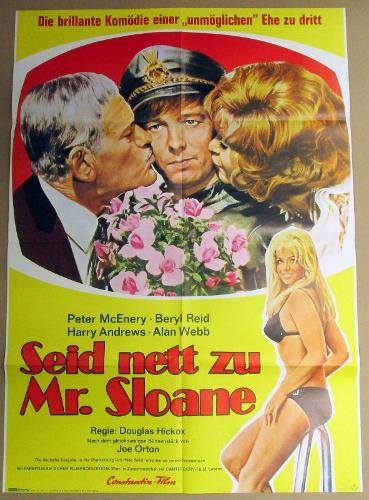 Die brillante Komödie einer „unmöglichen” Ehe zu dritt
Peter McEnery · Beryl Reid
Harry Andrews · Alan Webb
Seid nett zu
Mr. Sloane
Regie: Douglas Hickox
Nach dem gleichnamigen Bühnenstück von
Joe Orton
Constantin-Film